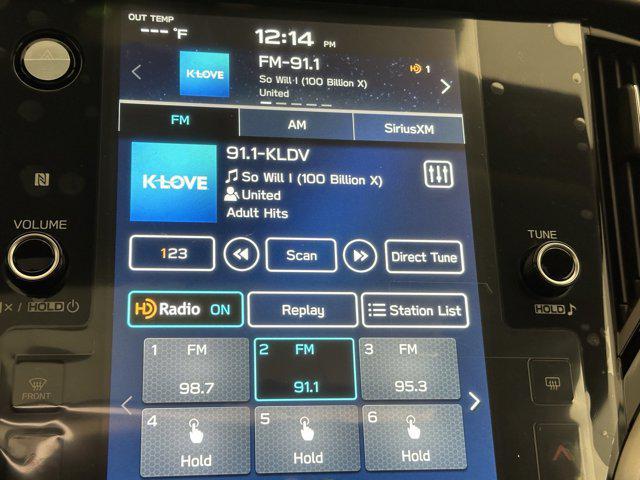 OUT TEMP
--- °F
12:14 PM
K-LOVE
FM-91.1
HD 1
So Will I (100 Billion X)
United
FM
AM
SiriusXM
K-LOVE
91.1-KLDV
So Will I (100 Billion X)
United
Adult Hits
N
VOLUME
TUNE
123
Scan
Direct Tune
× / HOLD
HOLD
HD Radio ON
Replay
Station List
1 FM
98.7
2 FM
91.1
3 FM
95.3
FRONT
4
Hold
5
Hold
6
Hold